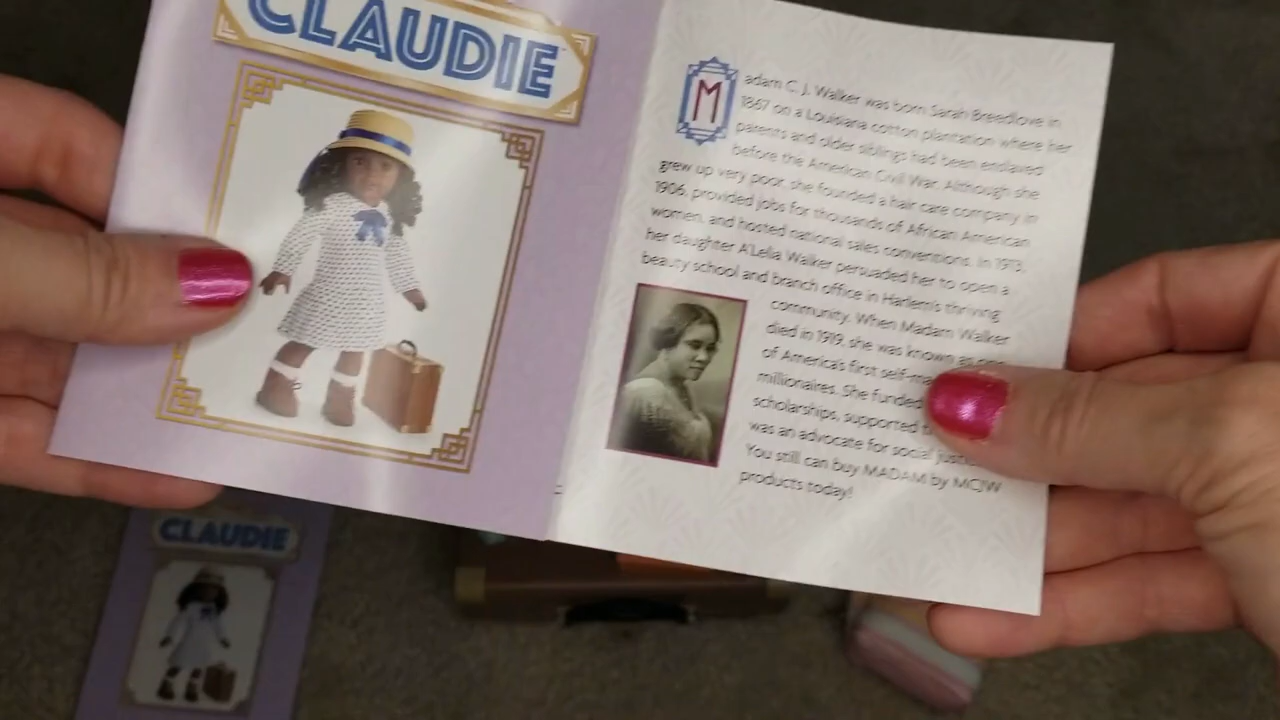 CLAUDIE
Madam C. J. Walker was born Sarah Breedlove in
1867 on a Louisiana cotton plantation where her
parents and older siblings had been enslaved
before the American Civil War. Although she
grew up very poor, she founded a hair care company in
1906, provided jobs for thousands of African American
women, and hosted national sales conventions. In 1913,
her daughter A'Lelia Walker persuaded her to open a
beauty school and branch office in Harlem's thriving
community. When Madam Walker
died in 1919, she was known as one
of America's first self-ma
millionaires. She funded
scholarships, supported t
was an advocate for social justi
You still can buy MADAM by MCJW
products today!
CLAUDIE